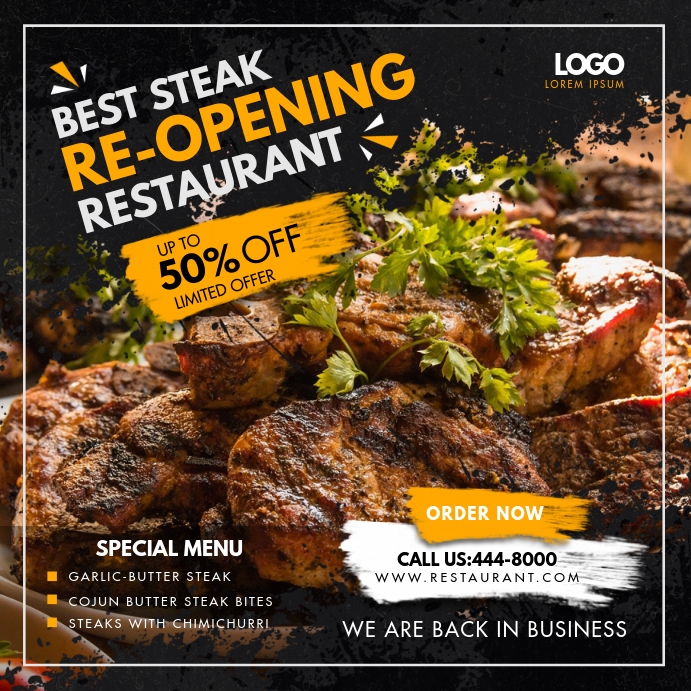 BEST STEAK
RE-OPENING
RESTAURANT
LOGO
LOREM IPSUM
UP TO
50% OFF
LIMITED OFFER
ORDER NOW
CALL US:444-8000
WWW.RESTAURANT.COM
SPECIAL MENU
GARLIC-BUTTER STEAK
COJUN BUTTER STEAK BITES
STEAKS WITH CHIMICHURRI
WE ARE BACK IN BUSINESS